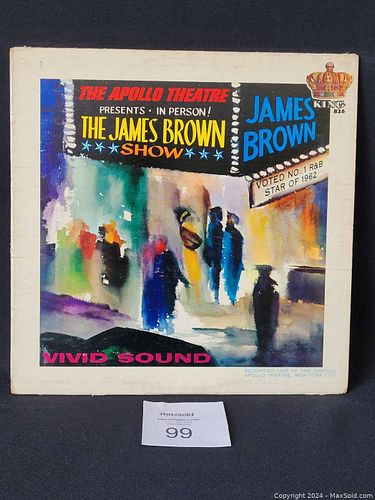 THE APOLLO THEATRE
PRESENTS · IN PERSON!
THE JAMES BROWN
★★★SHOW★★★
JAMES
BROWN
KING
826
VOTED NO. 1 R&B
STAR OF 1962
VIVID SOUND
RECORDED LIVE AT THE FAMOUS
APOLLO THEATRE, NEW YORK CITY
maxsold
99
Copyright 2024 - MaxSold.com